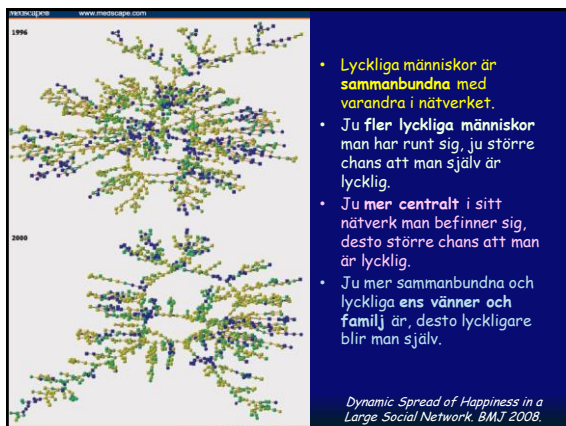 Medscape® www.medscape.com
1996
2000
• Lyckliga människor är
sammanbundna med
varandra i nätverket.
• Ju fler lyckliga människor
man har runt sig, ju större
chans att man själv är
lycklig.
• Ju mer centralt i sitt
nätverk man befinner sig,
desto större chans att man
är lycklig.
• Ju mer sammanbundna och
lyckliga ens vänner och
familj är, desto lyckligare
blir man själv.
Dynamic Spread of Happiness in a
Large Social Network. BMJ 2008.